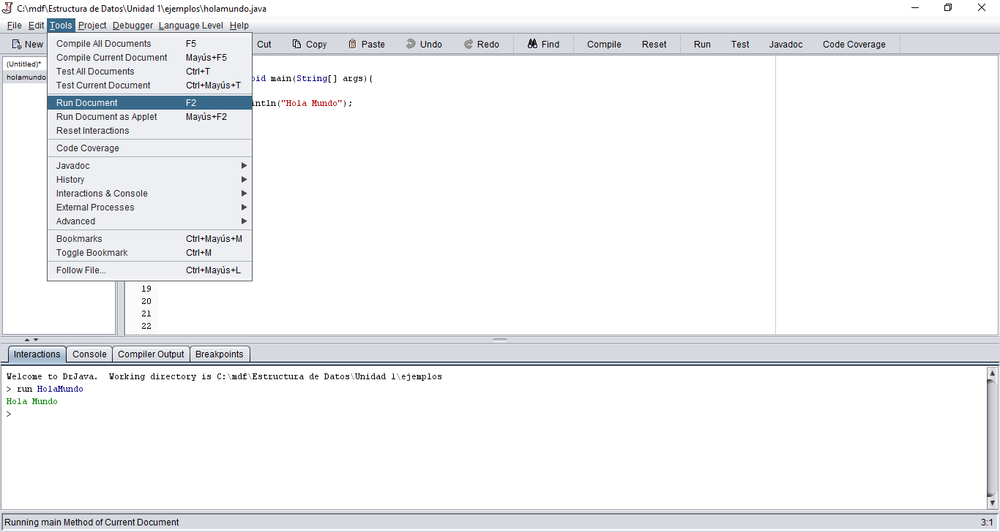 C:\mdf\Estructura de Datos\Unidad 1\ejemplos\holamundo.java
File Edit Tools Project Debugger Language Level Help
New Cut Copy Paste Undo Redo Find Compile Reset Run Test Javadoc Code Coverage
Compile All Documents F5
Compile Current Document Mayús+F5
Test All Documents Ctrl+T
Test Current Document Ctrl+Mayús+T
Run Document F2
Run Document as Applet Mayús+F2
Reset Interactions
Code Coverage
Javadoc
History
Interactions & Console
External Processes
Advanced
Bookmarks Ctrl+Mayús+M
Toggle Bookmark Ctrl+M
Follow File... Ctrl+Mayús+L
(Untitled)*
holamundo
oid main(String[] args){
intln("Hola Mundo");
19
20
21
22
Interactions Console Compiler Output Breakpoints
Welcome to DrJava.  Working directory is C:\mdf\Estructura de Datos\Unidad 1\ejemplos
> run HolaMundo
Hola Mundo
>
Running main Method of Current Document 3:1